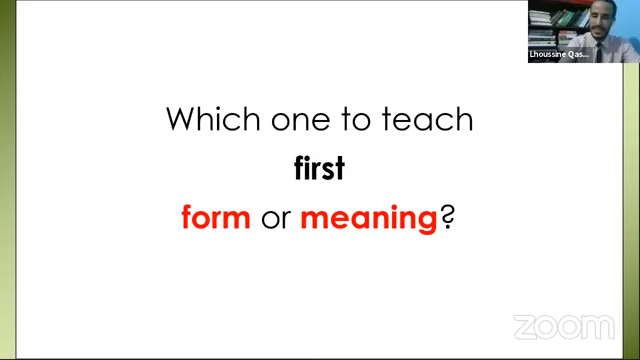 Lhoussine Qas...
Which one to teach
first
form or meaning?
zoom